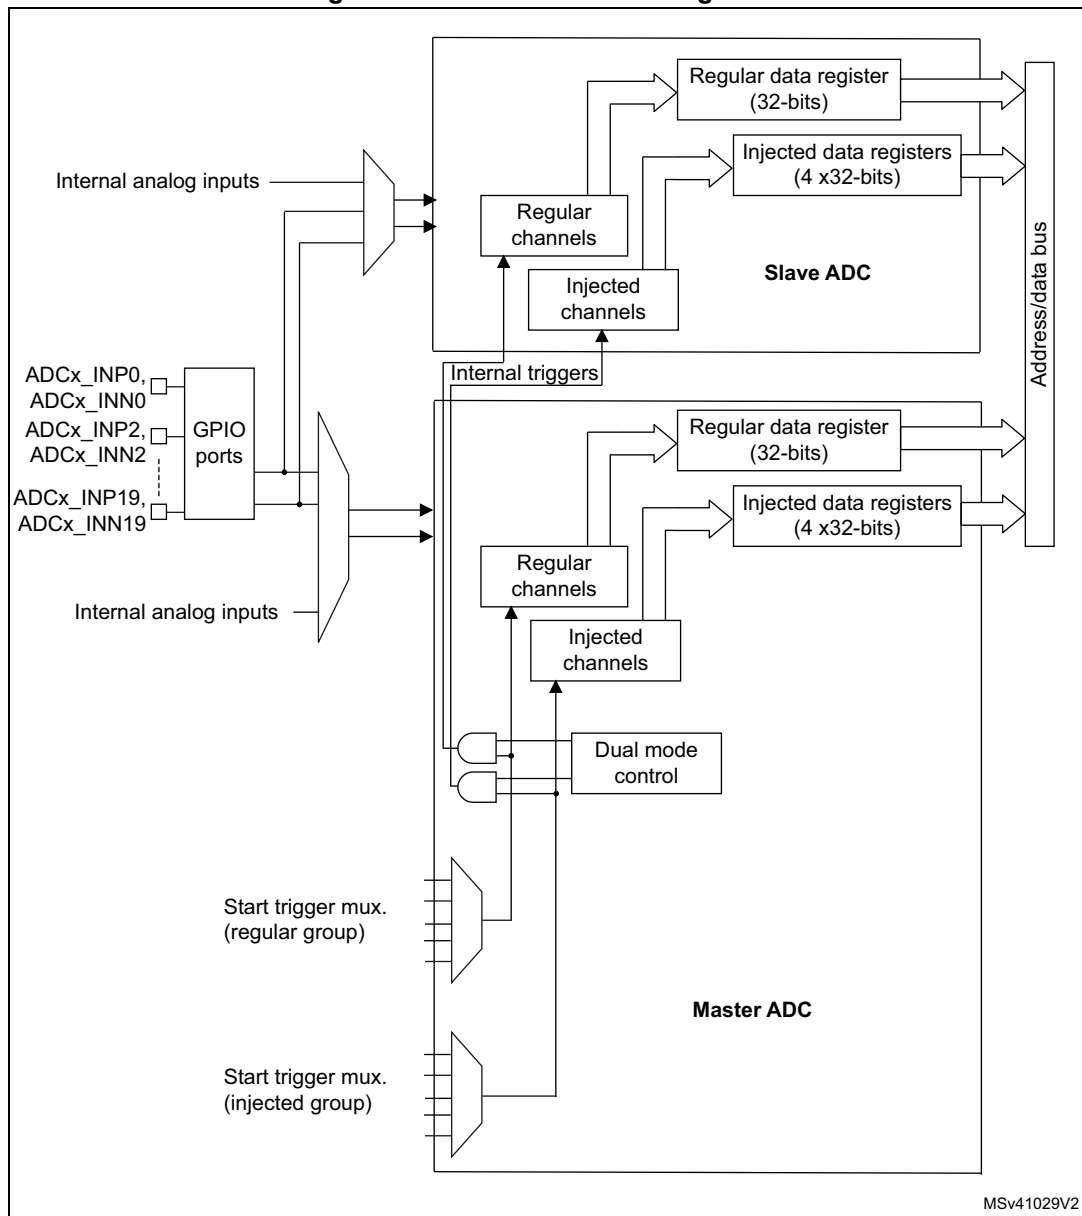 Regular data register
(32-bits)
Injected data registers
(4 x32-bits)
Internal analog inputs
Regular
channels
Injected
channels
Slave ADC
Address/data bus
Internal triggers
ADCx_INP0,
ADCx_INN0
ADCx_INP2,
ADCx_INN2
ADCx_INP19,
ADCx_INN19
GPIO
ports
Regular data register
(32-bits)
Injected data registers
(4 x32-bits)
Regular
channels
Internal analog inputs
Injected
channels
Dual mode
control
Start trigger mux.
(regular group)
Master ADC
Start trigger mux.
(injected group)
MSv41029V2